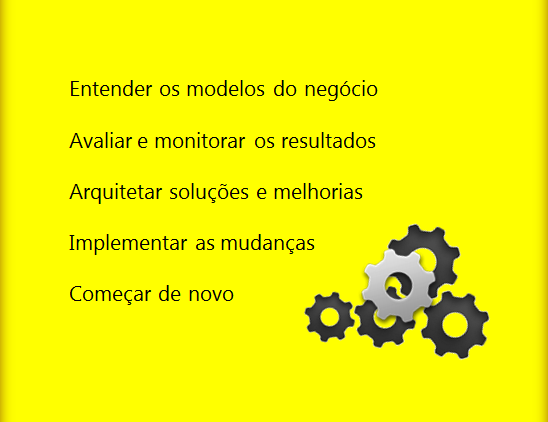 Entender os modelos do negócio
Avaliar e monitorar os resultados
Arquitetar soluções e melhorias
Implementar as mudanças
Começar de novo